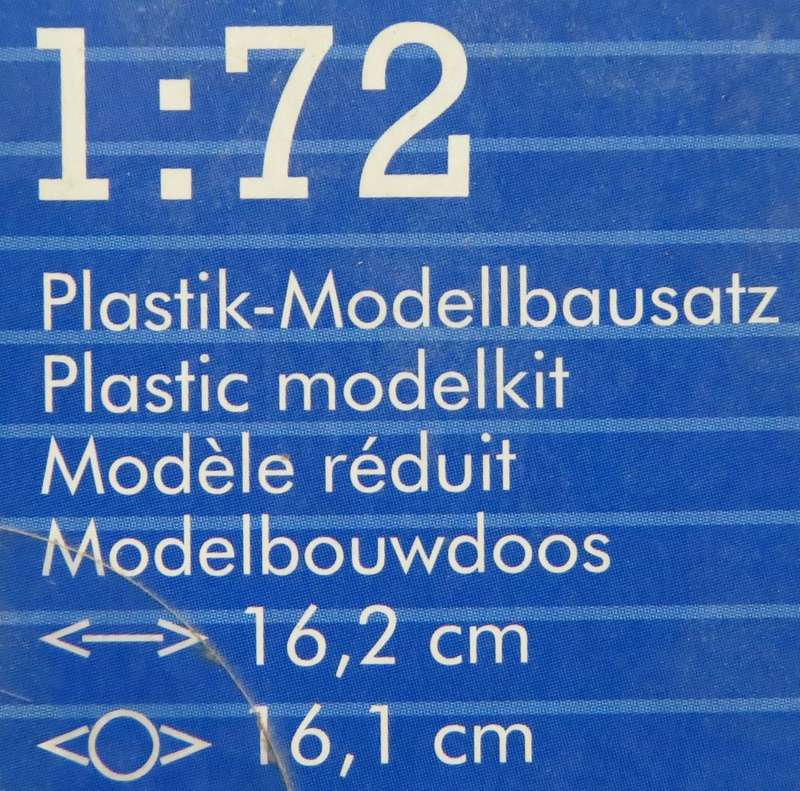 1:72
Plastik-Modellbausatz
Plastic modelkit
Modèle réduit
Modelbouwdoos
16,2 cm
16,1 cm